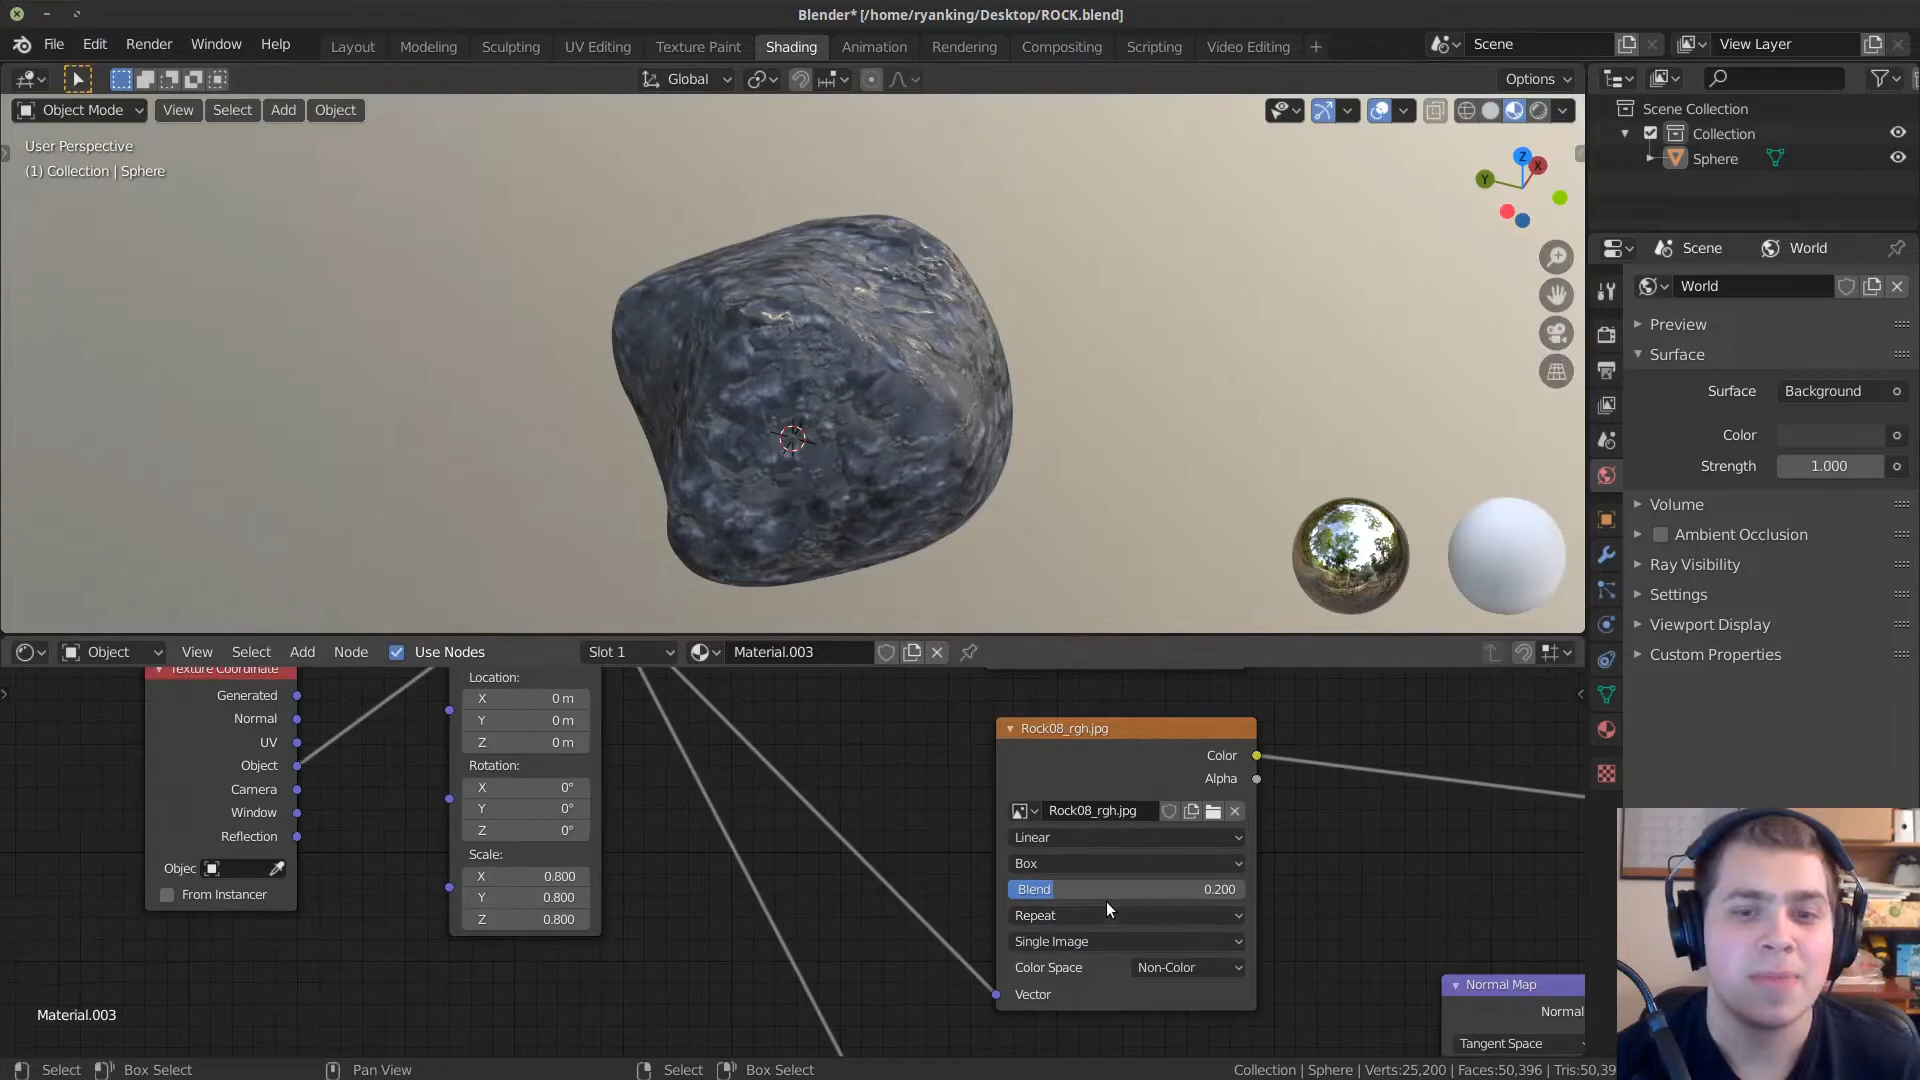 Blender* [/home/ryanking/Desktop/ROCK.blend]
File Edit Render Window Help
Layout Modeling Sculpting UV Editing Texture Paint Shading Animation Rendering Compositing Scripting Video Editing +
Scene
View Layer
Global
Options
Object Mode View Select Add Object
User Perspective
(1) Collection | Sphere
Z
X
Y
Scene Collection
Collection
Sphere
Scene World
World
Preview
Surface
Surface Background
Color
Strength 1.000
Volume
Ambient Occlusion
Ray Visibility
Settings
Viewport Display
Custom Properties
Object View Select Add Node Use Nodes Slot 1 Material.003
Texture Coordinate
Generated
Normal
UV
Object
Camera
Window
Reflection
Objec
From Instancer
Location:
X 0 m
Y 0 m
Z 0 m
Rotation:
X 0°
Y 0°
Z 0°
Scale:
X 0.800
Y 0.800
Z 0.800
Rock08_rgh.jpg
Color
Alpha
Rock08_rgh.jpg
Linear
Box
Blend 0.200
Repeat
Single Image
Color Space Non-Color
Vector
Normal Map
Normal
Tangent Space
Material.003
Select Box Select Pan View Select Box Select
Collection | Sphere | Verts:25,200 | Faces:50,396 | Tris:50,39